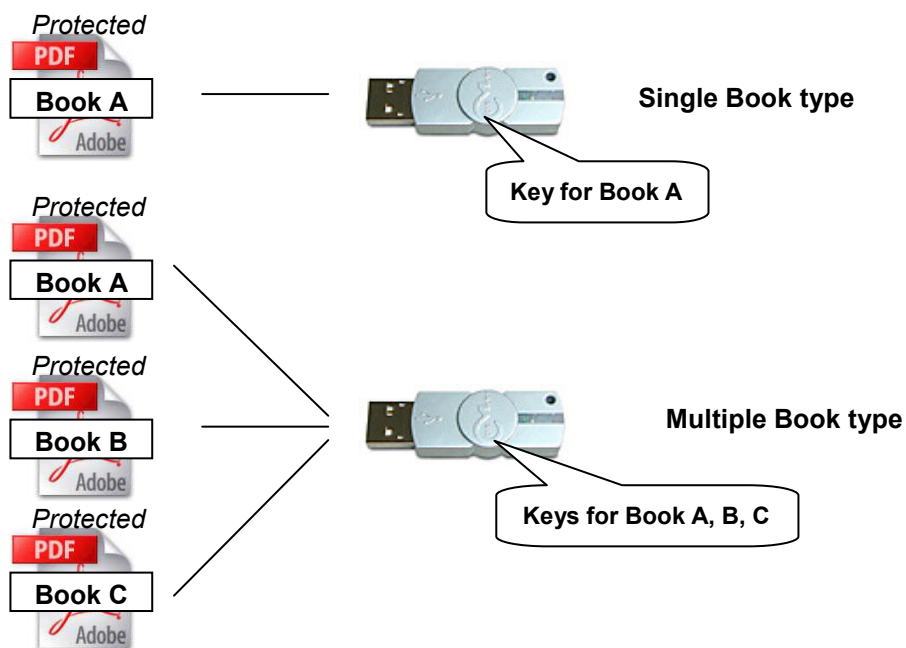 Protected
PDF
Book A
Adobe
Single Book type
Key for Book A
Protected
PDF
Book A
Adobe
Protected
PDF
Book B
Adobe
Multiple Book type
Keys for Book A, B, C
Protected
PDF
Book C
Adobe